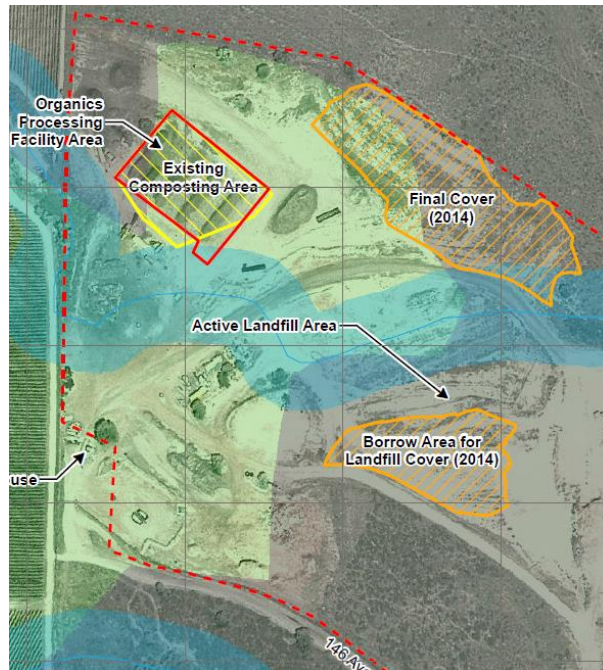 Organics
Processing
Facility Area
Existing
Composting Area
Final Cover
(2014)
Active Landfill Area
Borrow Area for
Landfill Cover (2014)
use
146 Av